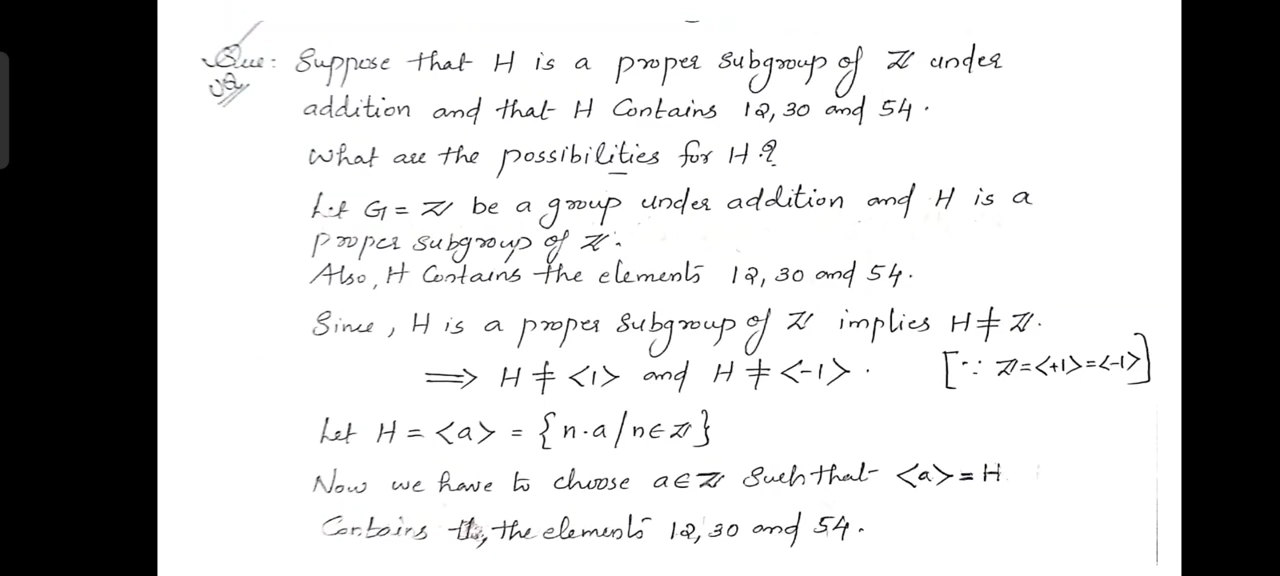 Que: Suppose that H is a proper subgroup of ℤ under
addition and that H Contains 12, 30 and 54.
What are the possibilities for H?
Let G = ℤ be a group under addition and H is a
proper subgroup of ℤ.
Also, H Contains the elements 12, 30 and 54.
Since, H is a proper subgroup of ℤ implies H ≠ ℤ.
⟹ H ≠ <1> and H ≠ <-1>. [∵ ℤ = <+1> = <-1>]
Let H = <a> = {n·a / n ∈ ℤ}
Now we have to choose a ∈ ℤ Such that <a> = H
Contains the elements 12, 30 and 54.